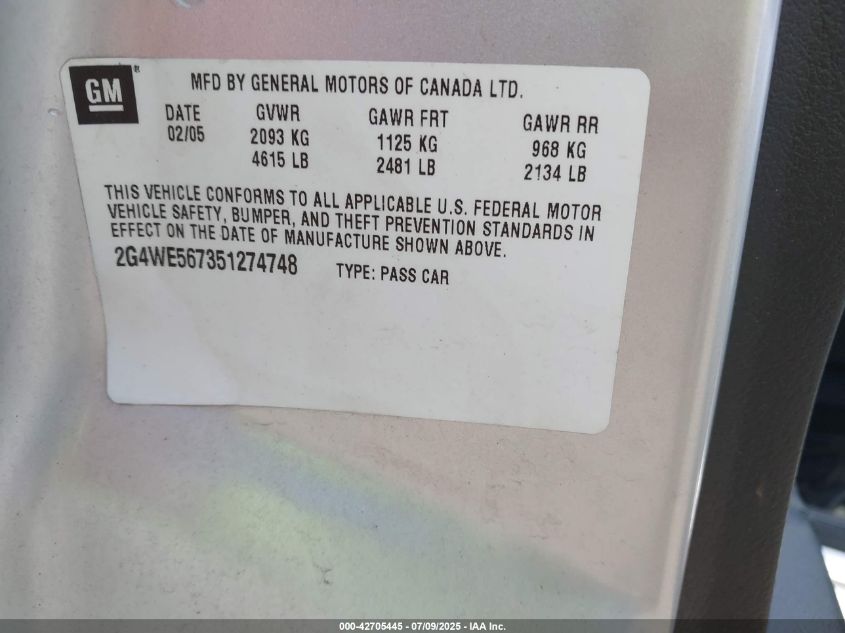 GM®
MFD BY GENERAL MOTORS OF CANADA LTD.
DATE GVWR GAWR FRT GAWR RR
02/05 2093 KG 1125 KG 968 KG
4615 LB 2481 LB 2134 LB
THIS VEHICLE CONFORMS TO ALL APPLICABLE U.S. FEDERAL MOTOR
VEHICLE SAFETY, BUMPER, AND THEFT PREVENTION STANDARDS IN
EFFECT ON THE DATE OF MANUFACTURE SHOWN ABOVE.
2G4WE567351274748 TYPE: PASS CAR
000-42705445 - 07/09/2025 - IAA Inc.